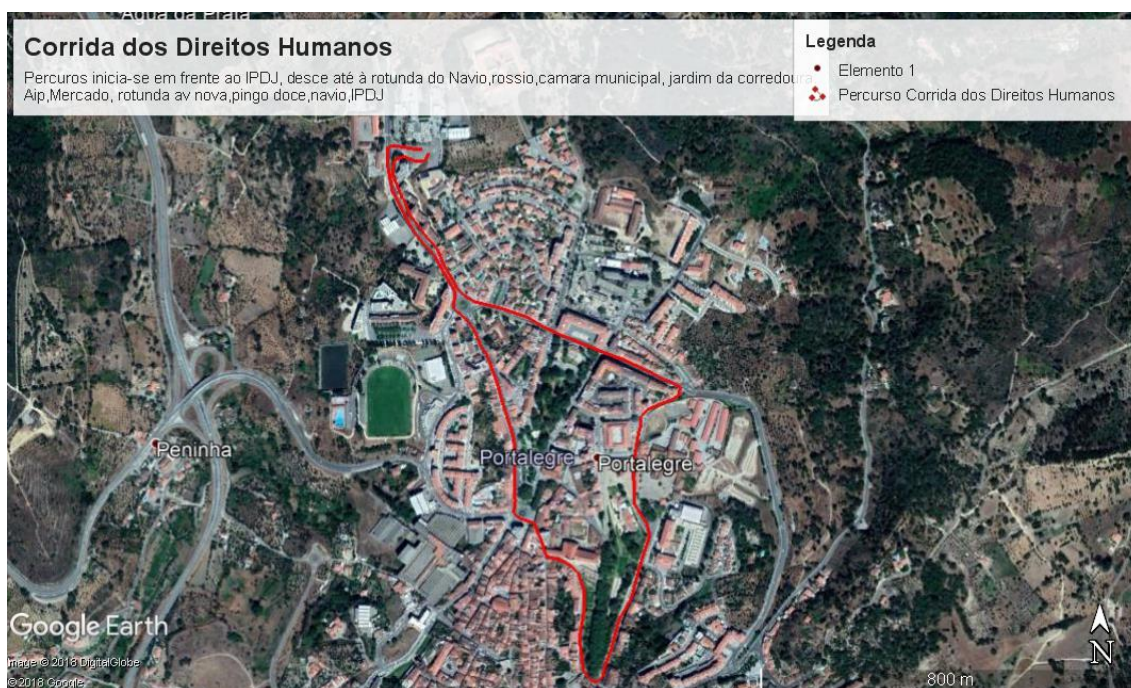 Agua da Prata
Corrida dos Direitos Humanos
Percuros inicia-se em frente ao IPDJ, desce até à rotunda do Navio,rossio,camara municipal, jardim da corredoura
Aip,Mercado, rotunda av nova,pingo doce,navio,IPDJ
Legenda
Elemento 1
Percurso Corrida dos Direitos Humanos
Peninha
Portalegre
Portalegre
Google Earth
Image © 2018 DigitalGlobe
© 2018 Google
N
800 m